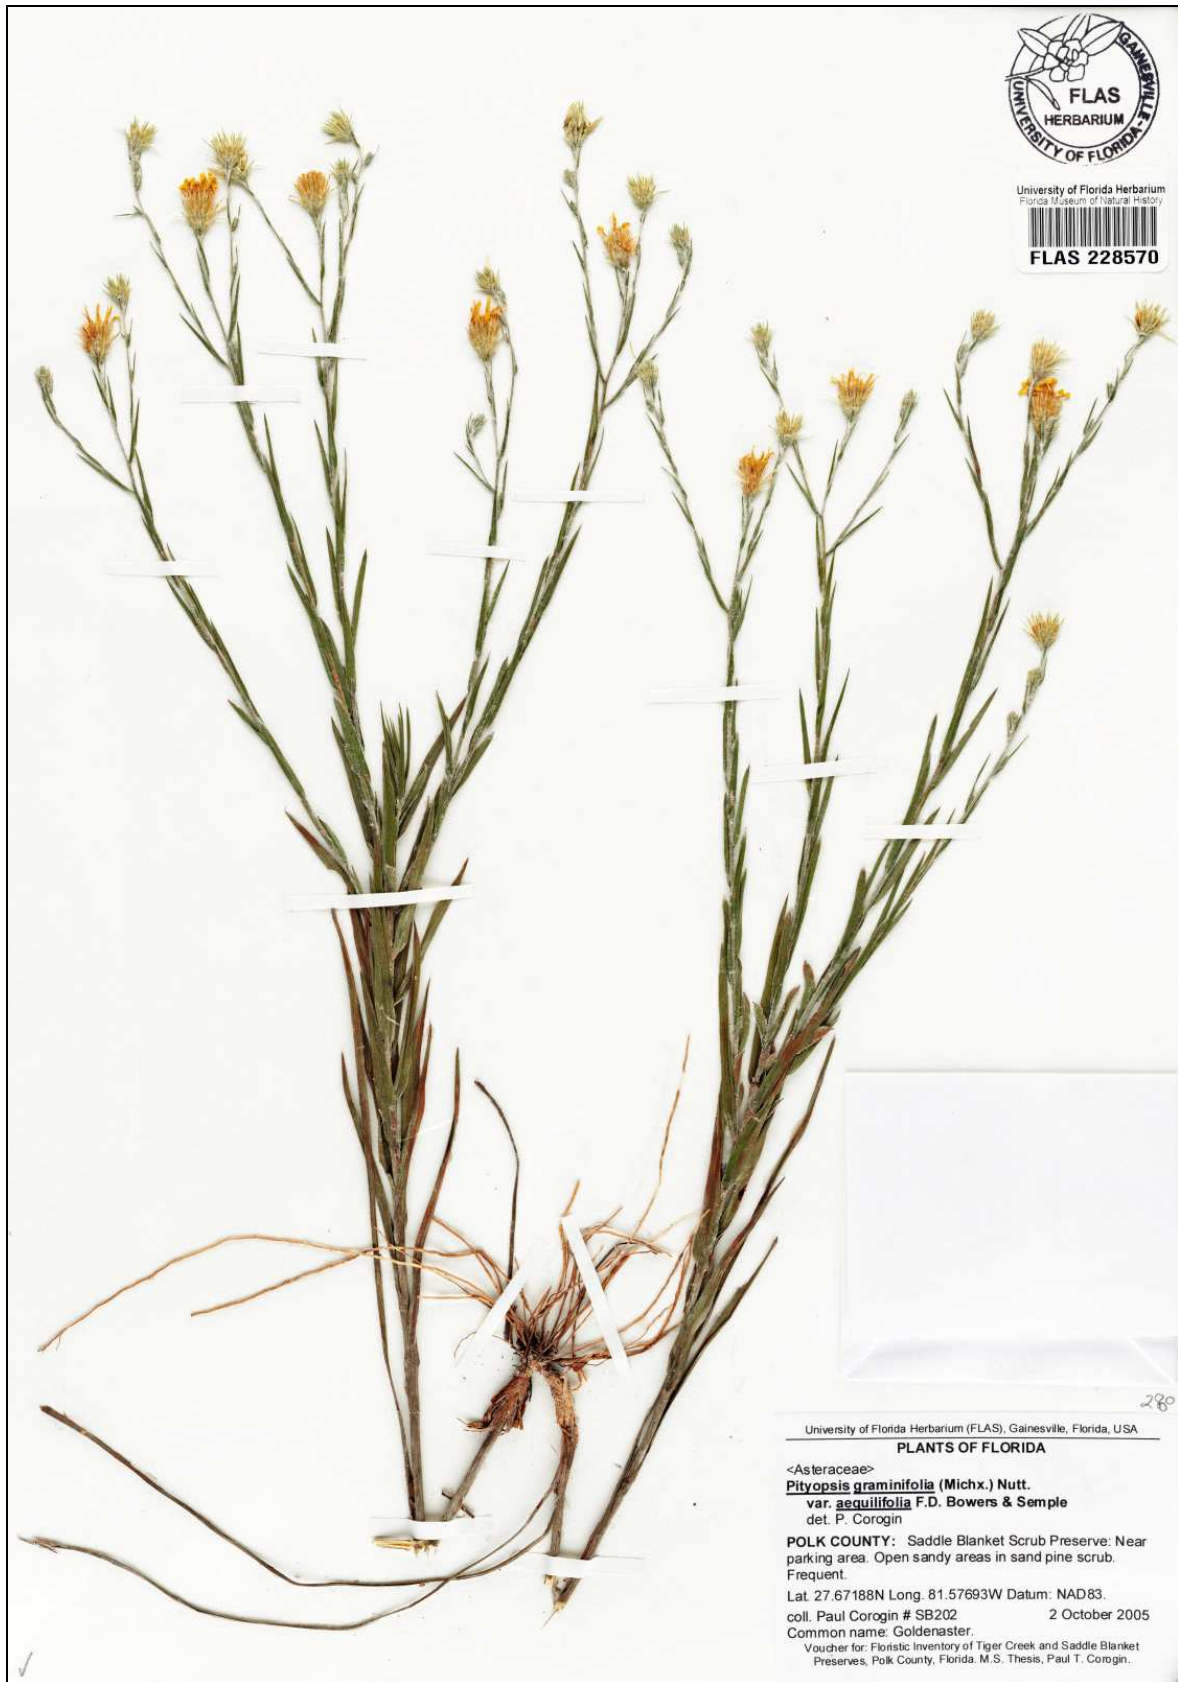 FLAS
HERBARIUM
UNIVERSITY OF FLORIDA - GAINESVILLE -
University of Florida Herbarium
Florida Museum of Natural History
FLAS 228570
280
University of Florida Herbarium (FLAS), Gainesville, Florida, USA
PLANTS OF FLORIDA
<Asteraceae>
Pityopsis graminifolia (Michx.) Nutt.
var. aequilifolia F.D. Bowers & Semple
det. P. Corogin
POLK COUNTY: Saddle Blanket Scrub Preserve: Near
parking area. Open sandy areas in sand pine scrub.
Frequent.
Lat. 27.67188N Long. 81.57693W Datum: NAD83.
coll. Paul Corogin # SB202 2 October 2005
Common name: Goldenaster.
Voucher for: Floristic Inventory of Tiger Creek and Saddle Blanket
Preserves, Polk County, Florida. M.S. Thesis, Paul T. Corogin.